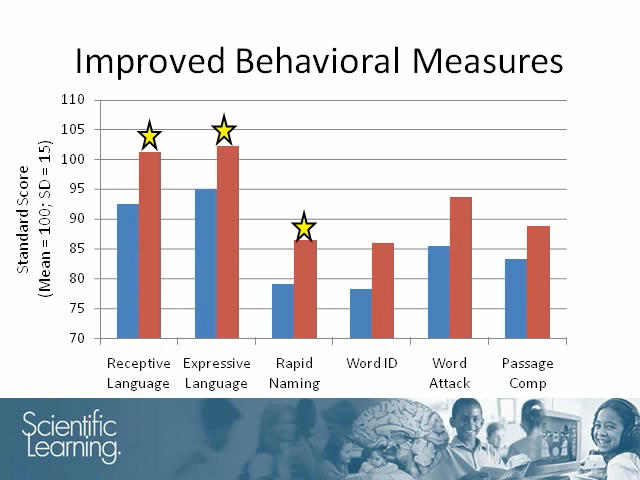 Improved Behavioral Measures
Standard Score
(Mean = 100; SD = 15)
110
105
100
95
90
85
80
75
70
Receptive Language
Expressive Language
Rapid Naming
Word ID
Word Attack
Passage Comp
Scientific
Learning.